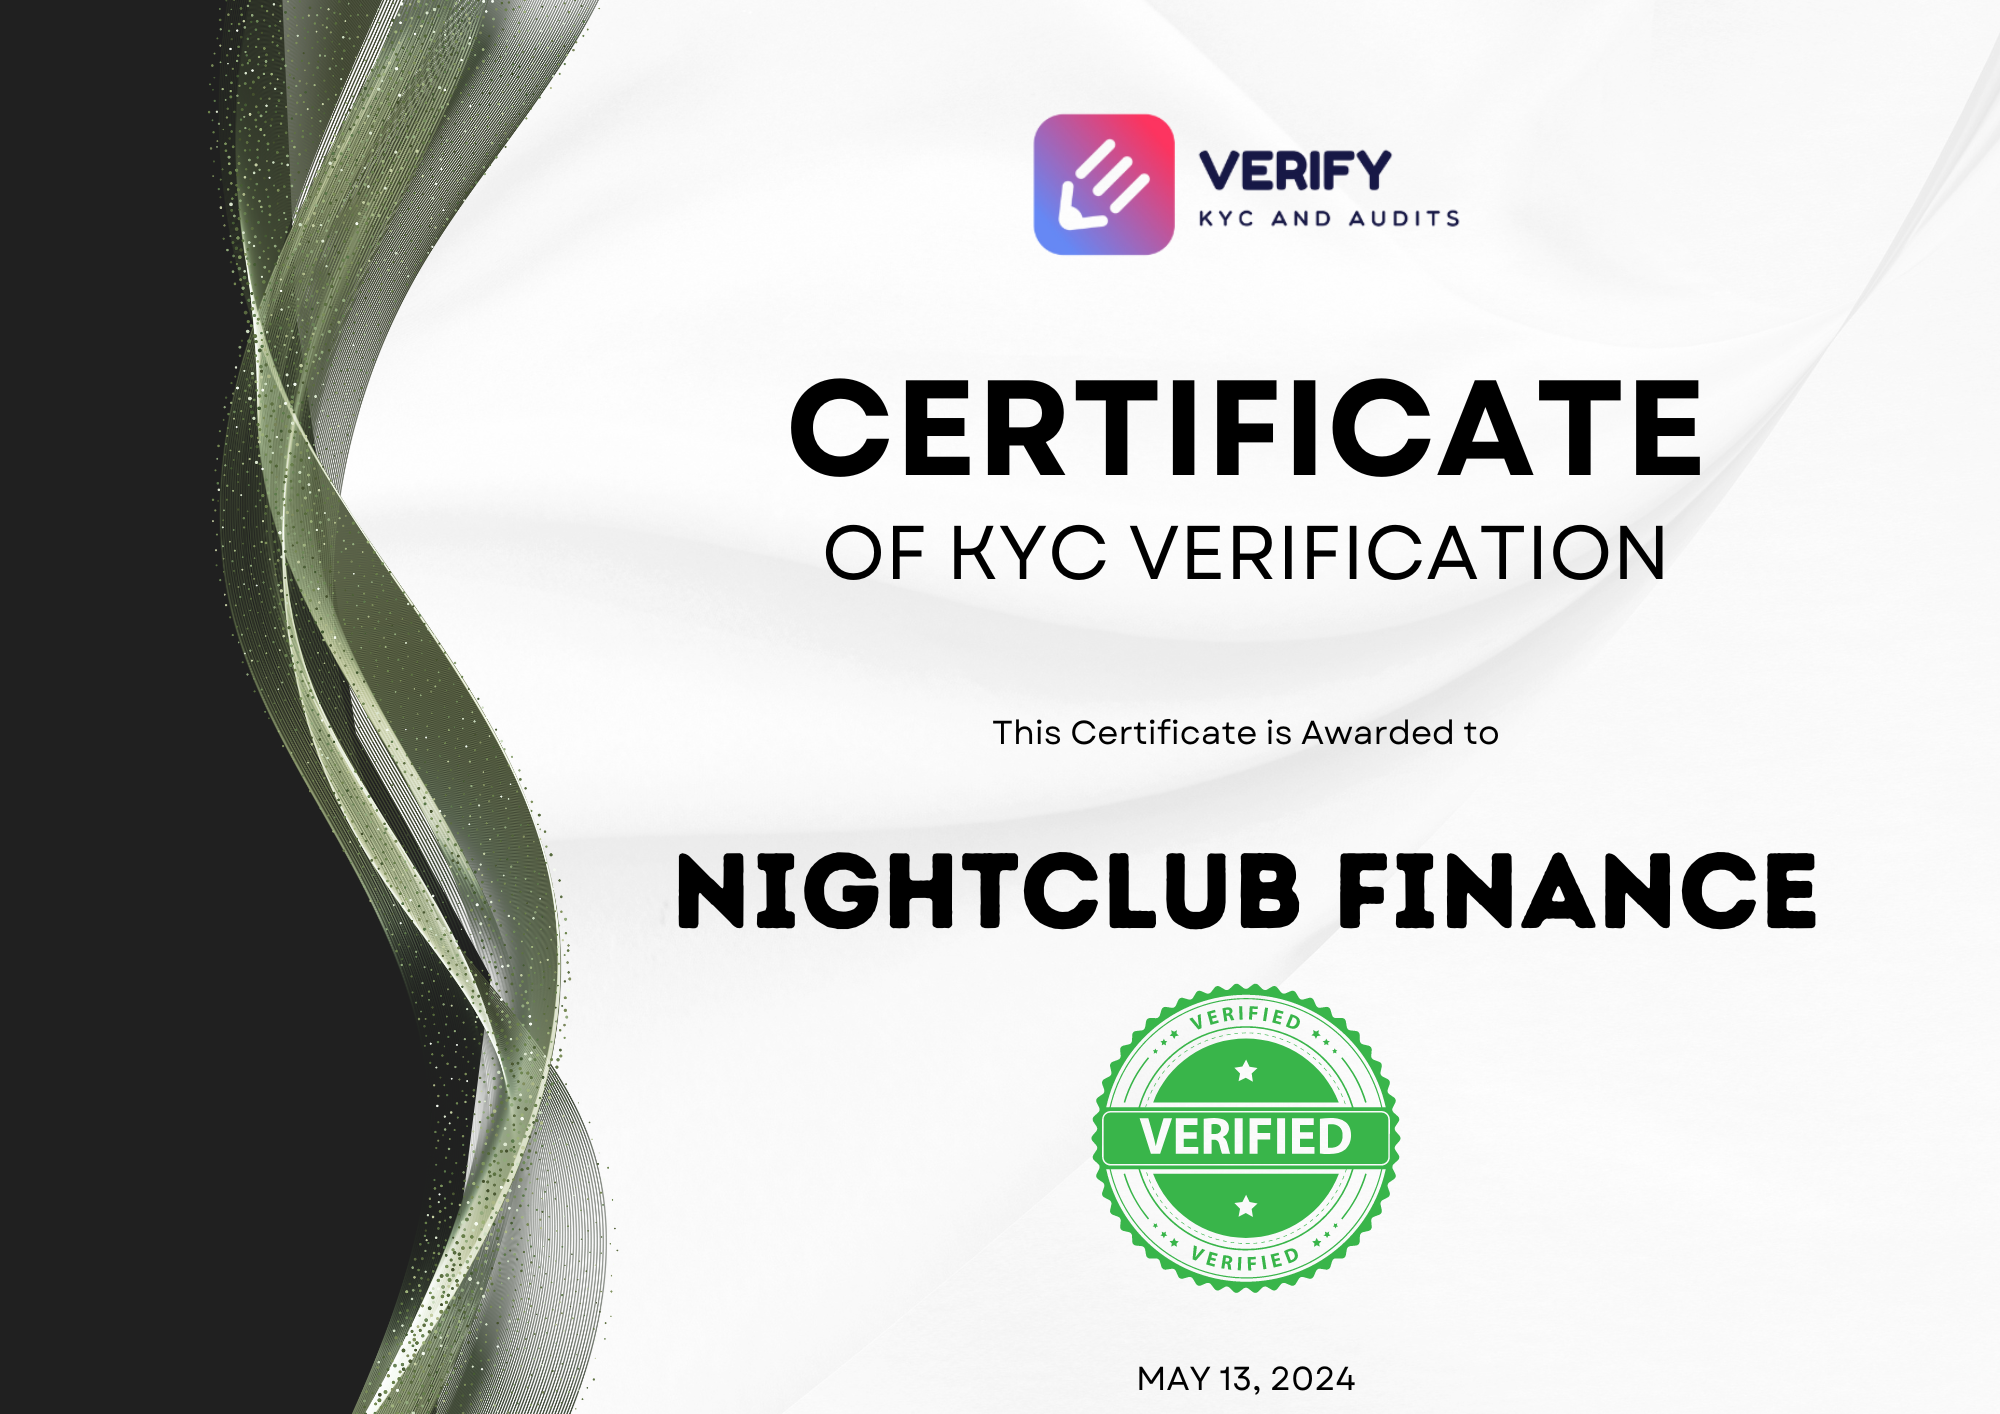 VERIFY
KYC AND AUDITS
CERTIFICATE
OF KYC VERIFICATION
This Certificate is Awarded to
NIGHTCLUB FINANCE
VERIFIED
VERIFIED
VERIFIED
MAY 13, 2024